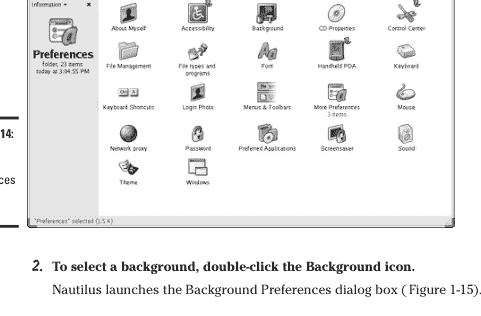 Information
About Myself Accessibility Background CD Properties Control Center
Preferences
folder, 23 items
today at 3:04:55 PM
File Management File types and programs Font Handheld PDA Keyboard
Ctrl A
Keyboard Shortcuts Login Photo Menus & Toolbars More Preferences Mouse
3 items
14:
Network proxy Password Preferred Applications Screensaver Sound
ces
Theme Windows
"Preferences" selected (1.5 K)
2. To select a background, double-click the Background icon.
Nautilus launches the Background Preferences dialog box (Figure 1-15).